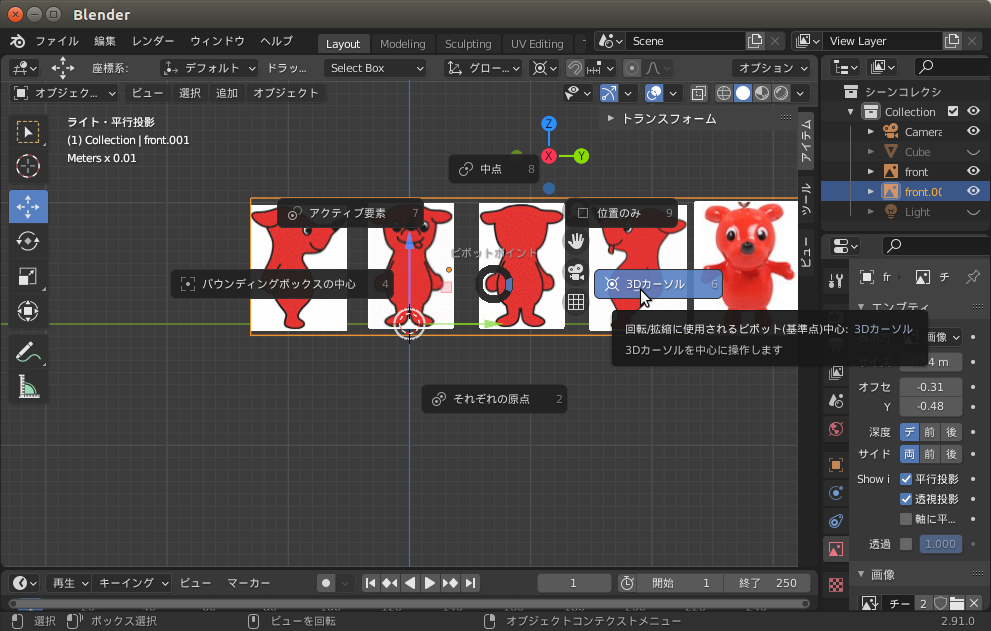 Blender
ファイル 編集 レンダー ウィンドウ ヘルプ Layout Modeling Sculpting UV Editing Scene View Layer
座標系: デフォルト ドラッ... Select Box グロー... オプション
オブジェク... ビュー 選択 追加 オブジェクト
ライト・平行投影
(1) Collection | front.001
Meters x 0.01
トランスフォーム
Z
X
Y
アイテム
ツール
ビュー
中点 8
アクティブ要素 7
位置のみ 9
ピボットポイント
バウンディングボックスの中心 4
3Dカーソル 6
回転/拡縮に使用されるピボット(基準点)中心: 3Dカーソル
3Dカーソルを中心に操作します
それぞれの原点 2
シーンコレクシ
Collection
Camera
Cube
front
front.00
Light
fr チ
エンプティ
画像
オフセ -0.31
Y -0.48
深度 デ 前 後
サイド 両 前 後
Show i 平行投影
透視投影
軸に平...
透過 1.000
画像
チー 2
再生 キーイング ビュー マーカー 1 開始 1 終了 250
選択 ボックス選択 ビューを回転 オブジェクトコンテクストメニュー 2.91.0